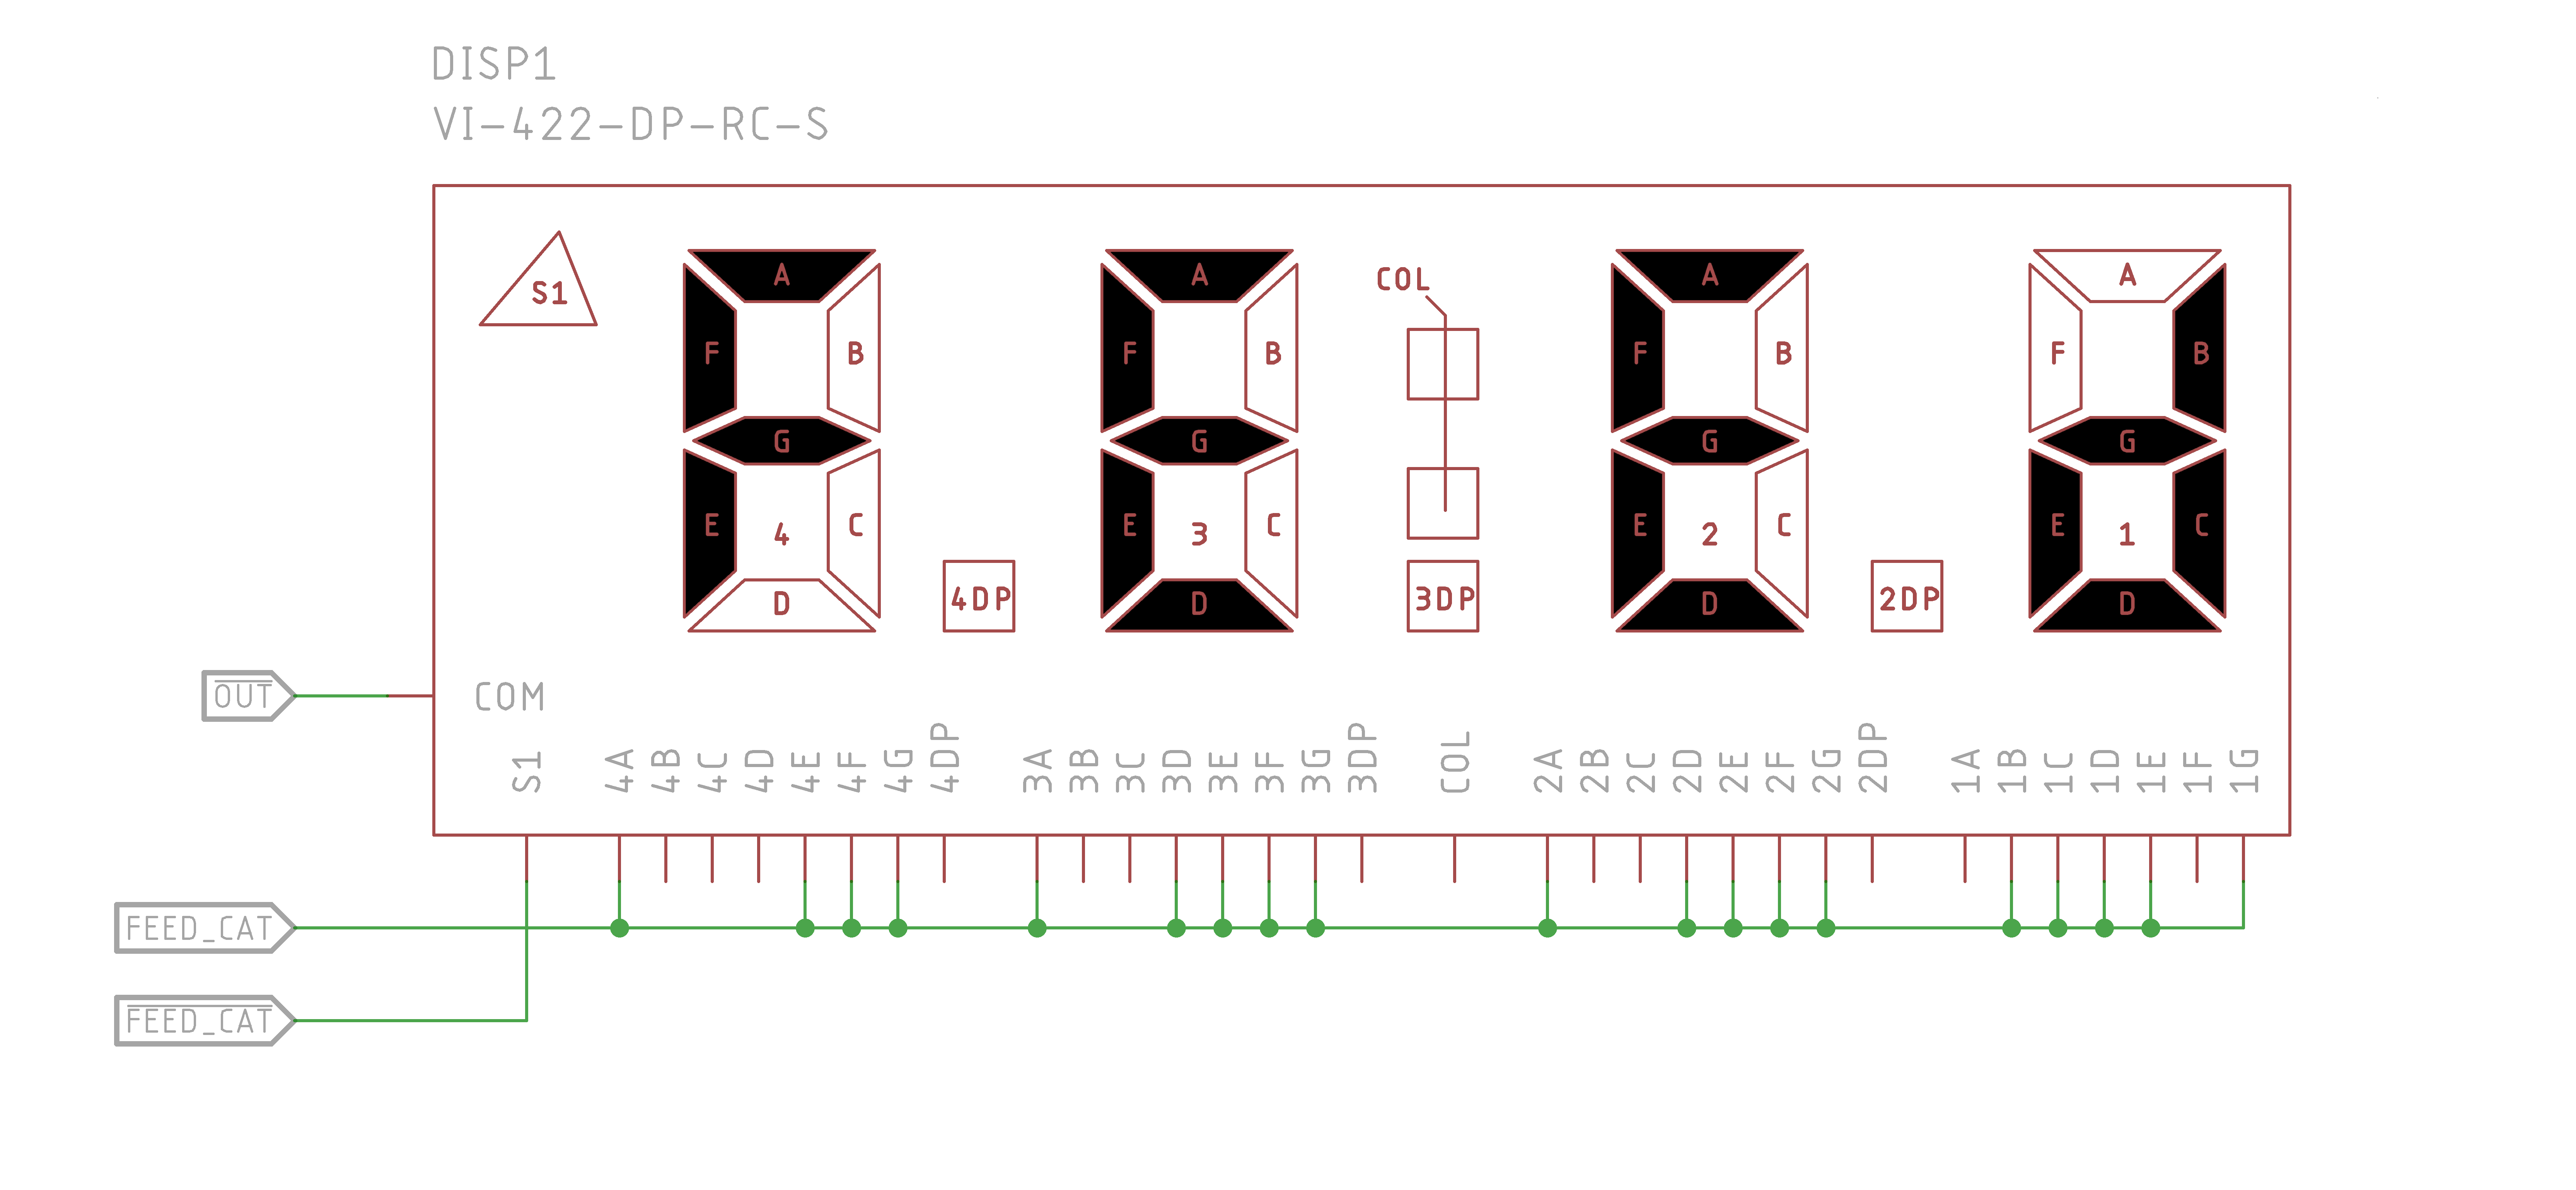 DISP1
VI-422-DP-RC-S
S1
A
F
B
G
E
4
C
D
4DP
A
F
B
G
E
3
C
D
COL
3DP
A
F
B
G
E
2
C
D
2DP
A
F
B
G
E
1
C
D
OUT
COM
S1 4A 4B 4C 4D 4E 4F 4G 4DP 3A 3B 3C 3D 3E 3F 3G 3DP COL 2A 2B 2C 2D 2E 2F 2G 2DP 1A 1B 1C 1D 1E 1F 1G
FEED_CAT
FEED_CAT